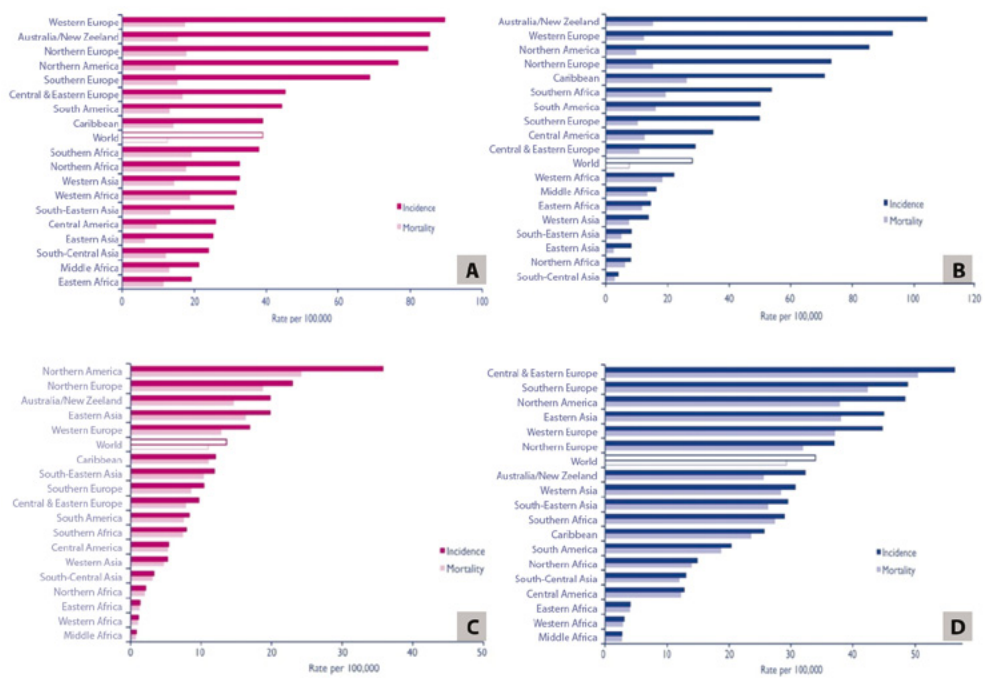 Western Europe
Australia/New Zeeland
Northern Europe
Northern America
Southern Europe
Central & Eastern Europe
South America
Caribbean
World
Southern Africa
Northern Africa
Western Asia
Western Africa
South-Eastern Asia
Central America
Eastern Asia
South-Central Asia
Middle Africa
Eastern Africa
Incidence
Mortality
A
0 20 40 60 80 100
Rate per 100,000
Australia/New Zeeland
Western Europe
Northern America
Northern Europe
Caribbean
Southern Africa
South America
Southern Europe
Central America
Central & Eastern Europe
World
Western Africa
Middle Africa
Eastern Africa
Western Asia
South-Eastern Asia
Eastern Asia
Northern Africa
South-Central Asia
Incidence
Mortality
B
0 20 40 60 80 100 120
Rate per 100,000
Northern America
Northern Europe
Australia/New Zeeland
Eastern Asia
Western Europe
World
Caribbean
South-Eastern Asia
Southern Europe
Central & Eastern Europe
South America
Southern Africa
Central America
Western Asia
South-Central Asia
Northern Africa
Eastern Africa
Western Africa
Middle Africa
Incidence
Mortality
C
0 10 20 30 40 50
Rate per 100,000
Central & Eastern Europe
Southern Europe
Northern America
Eastern Asia
Western Europe
Northern Europe
World
Australia/New Zeeland
Western Asia
South-Eastern Asia
Southern Africa
Caribbean
South America
Northern Africa
South-Central Asia
Central America
Eastern Africa
Western Africa
Middle Africa
Incidence
Mortality
D
0 10 20 30 40 50
Rate per 100,000